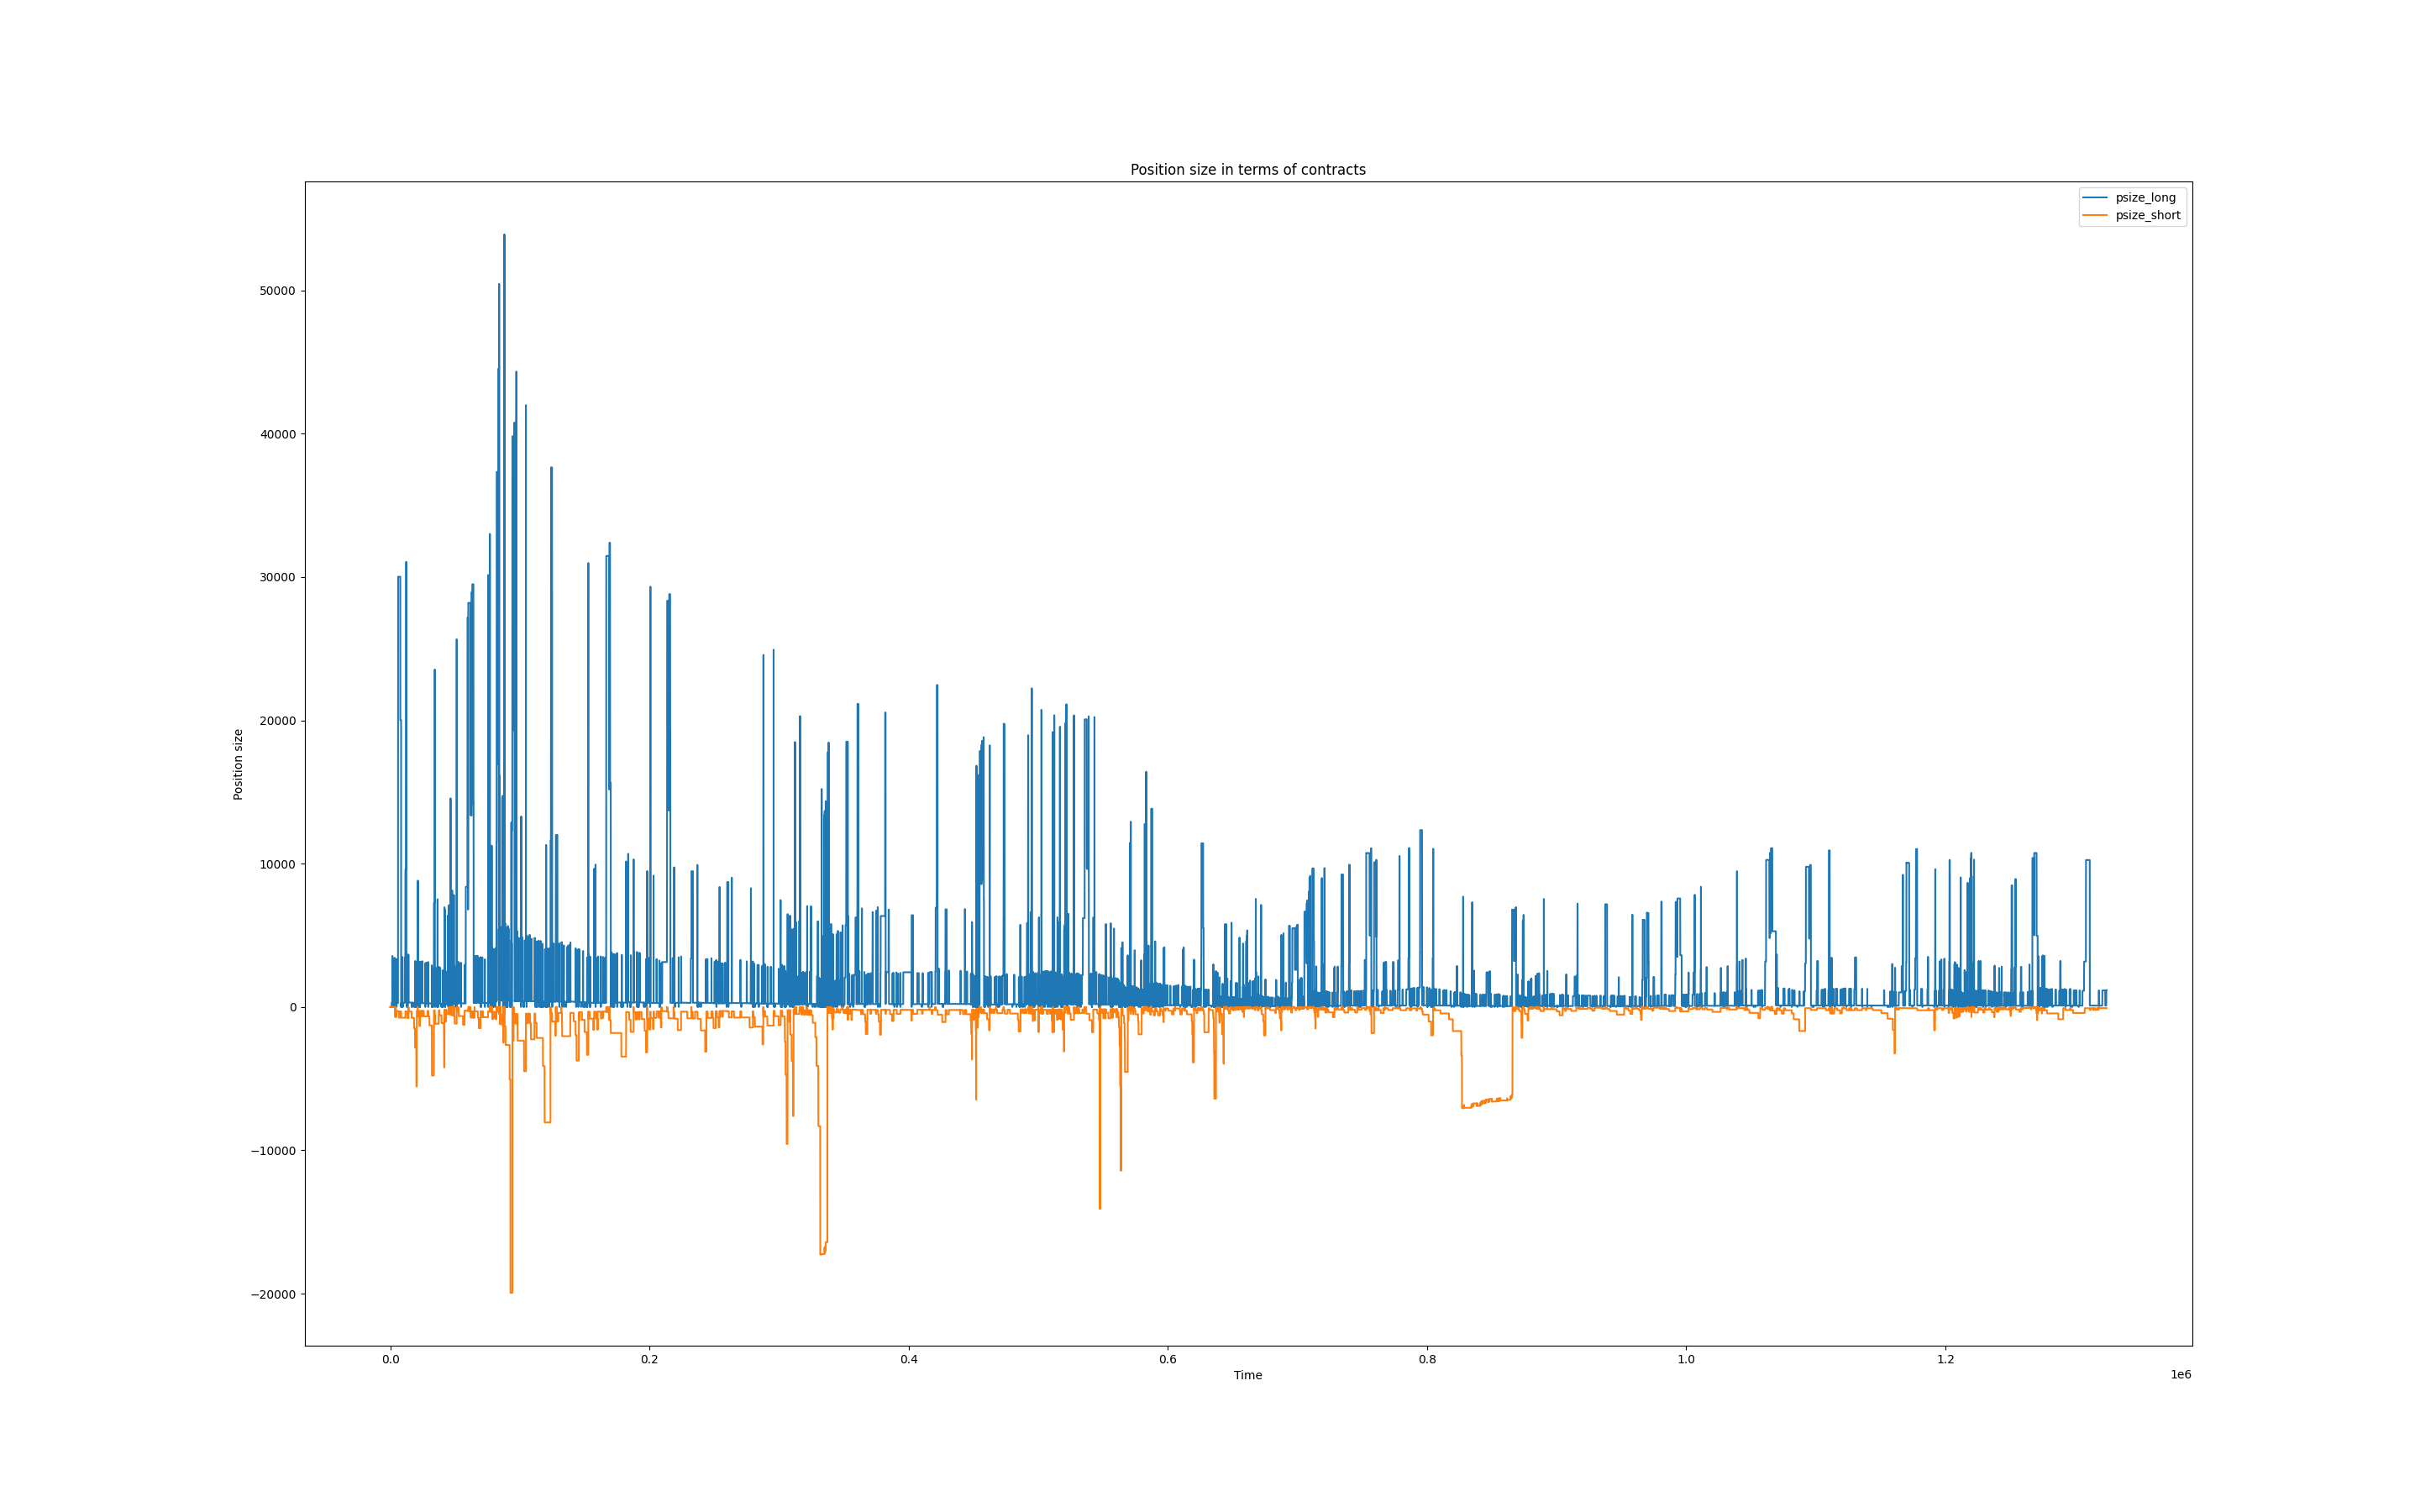 Position size in terms of contracts
psize_long
psize_short
50000
40000
30000
20000
10000
0
−10000
−20000
Position size
0.0 0.2 0.4 0.6 0.8 1.0 1.2
1e6
Time